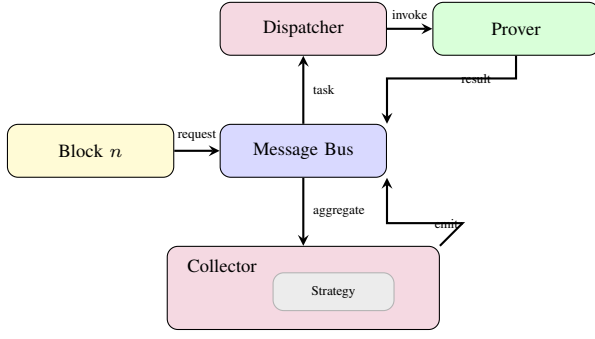 Dispatcher
invoke
Prover
result
task
Block n
request
Message Bus
aggregate
emit
Collector
Strategy